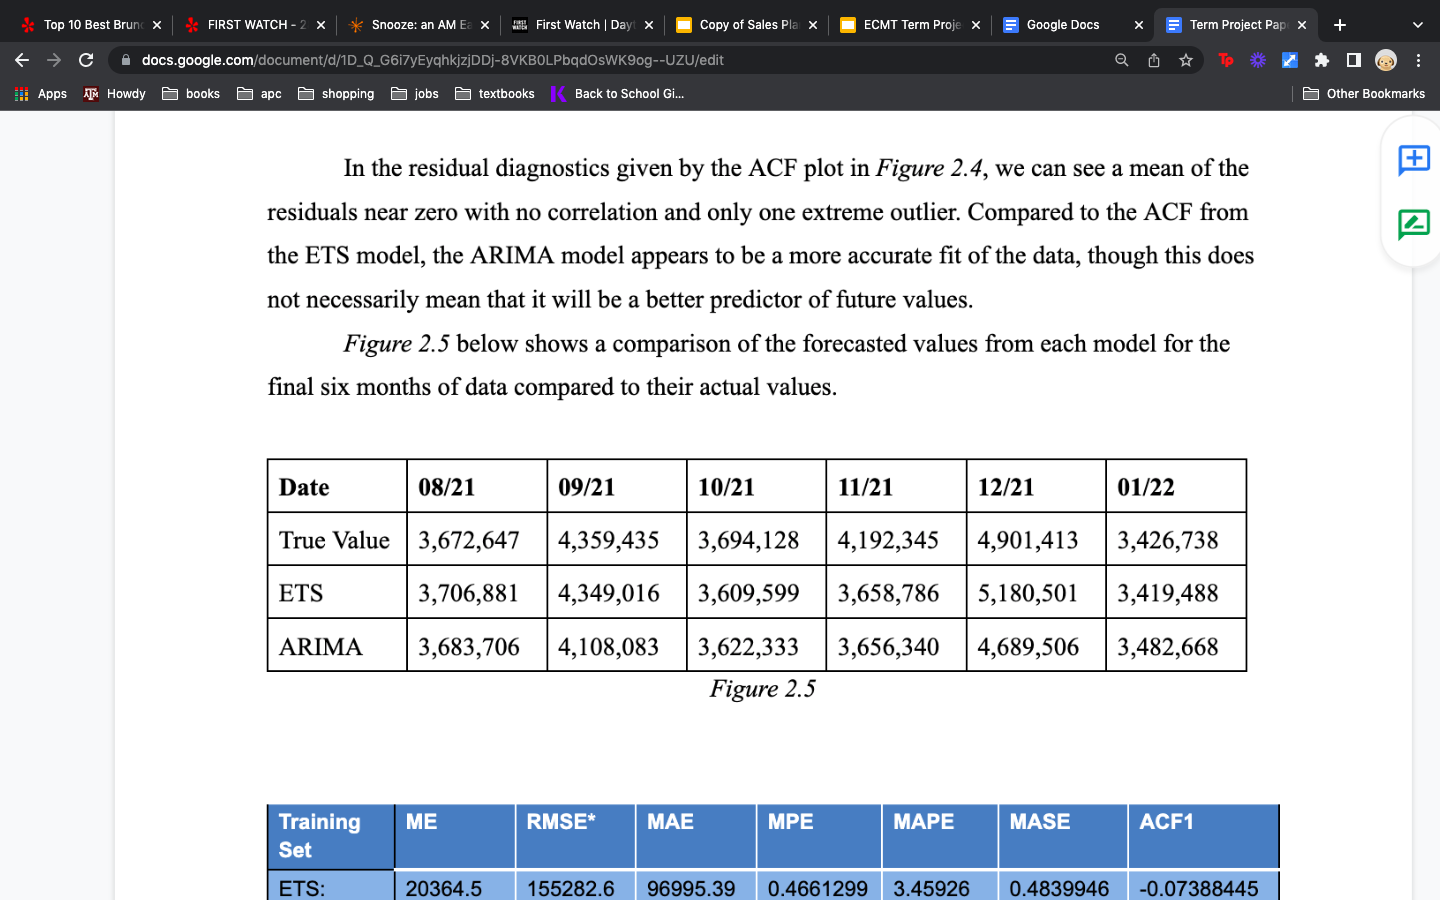 Top 10 Best Brun
FIRST WATCH - 2
Snooze: an AM Ea
First Watch | Day
Copy of Sales Pla
ECMT Term Proje
Google Docs
Term Project Pap
docs.google.com/document/d/1D_Q_G6i7yEyqhkjzjDDj-8VKB0LPbqdOsWK9og--UZU/edit
Apps
Howdy
books
apc
shopping
jobs
textbooks
Back to School Gi...
Other Bookmarks
In the residual diagnostics given by the ACF plot in Figure 2.4, we can see a mean of the
residuals near zero with no correlation and only one extreme outlier. Compared to the ACF from
the ETS model, the ARIMA model appears to be a more accurate fit of the data, though this does
not necessarily mean that it will be a better predictor of future values.
Figure 2.5 below shows a comparison of the forecasted values from each model for the
final six months of data compared to their actual values.
Date 08/21 09/21 10/21 11/21 12/21 01/22
True Value 3,672,647 4,359,435 3,694,128 4,192,345 4,901,413 3,426,738
ETS 3,706,881 4,349,016 3,609,599 3,658,786 5,180,501 3,419,488
ARIMA 3,683,706 4,108,083 3,622,333 3,656,340 4,689,506 3,482,668
Figure 2.5
Training ME RMSE* MAE MPE MAPE MASE ACF1
Set
ETS: 20364.5 155282.6 96995.39 0.4661299 3.45926 0.4839946 -0.07388445